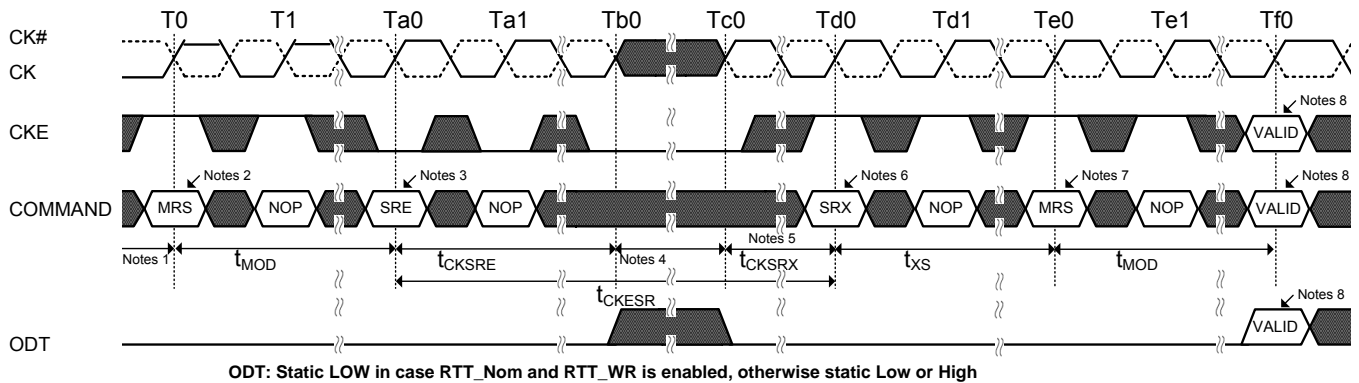 T0 T1 Ta0 Ta1 Tb0 Tc0 Td0 Td1 Te0 Te1 Tf0
CK#
CK
Notes 8
CKE VALID
Notes 2 Notes 3 Notes 6 Notes 7 Notes 8
COMMAND MRS NOP SRE NOP SRX NOP MRS NOP VALID
Notes 1 tMOD tCKSRE Notes 4 Notes 5 tCKSRX tXS tMOD
tCKESR
Notes 8
VALID
ODT
ODT: Static LOW in case RTT_Nom and RTT_WR is enabled, otherwise static Low or High